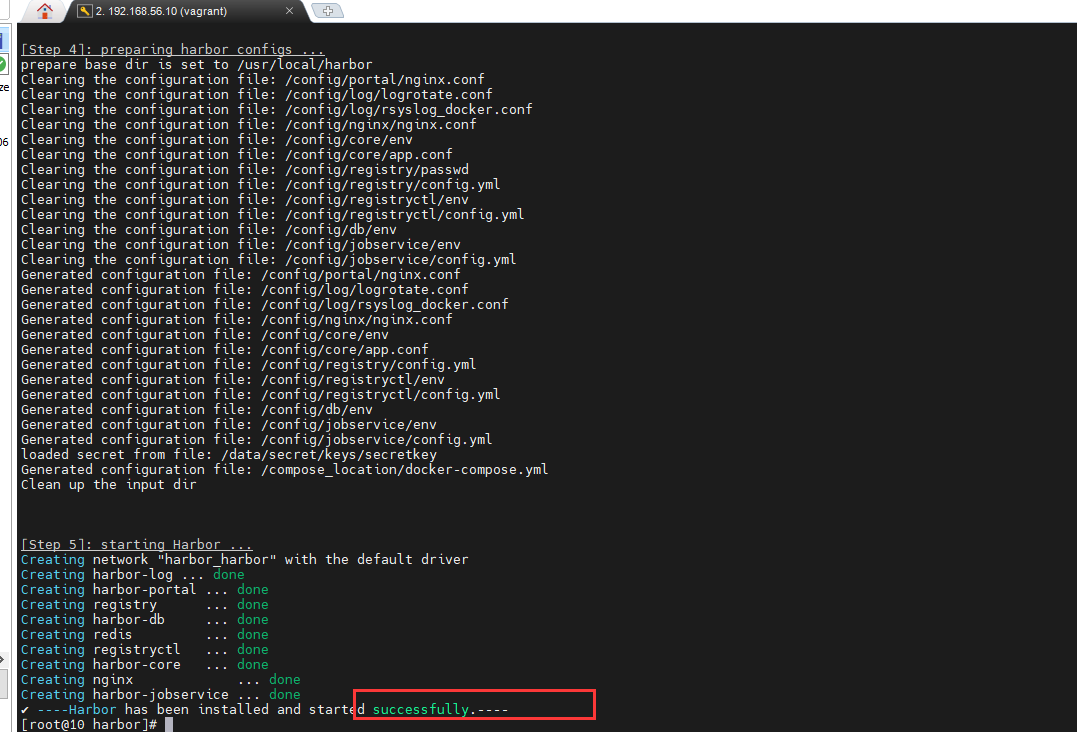 2. 192.168.56.10 (vagrant)
ze
06
[Step 4]: preparing harbor configs ...
prepare base dir is set to /usr/local/harbor
Clearing the configuration file: /config/portal/nginx.conf
Clearing the configuration file: /config/log/logrotate.conf
Clearing the configuration file: /config/log/rsyslog_docker.conf
Clearing the configuration file: /config/nginx/nginx.conf
Clearing the configuration file: /config/core/env
Clearing the configuration file: /config/core/app.conf
Clearing the configuration file: /config/registry/passwd
Clearing the configuration file: /config/registry/config.yml
Clearing the configuration file: /config/registryctl/env
Clearing the configuration file: /config/registryctl/config.yml
Clearing the configuration file: /config/db/env
Clearing the configuration file: /config/jobservice/env
Clearing the configuration file: /config/jobservice/config.yml
Generated configuration file: /config/portal/nginx.conf
Generated configuration file: /config/log/logrotate.conf
Generated configuration file: /config/log/rsyslog_docker.conf
Generated configuration file: /config/nginx/nginx.conf
Generated configuration file: /config/core/env
Generated configuration file: /config/core/app.conf
Generated configuration file: /config/registry/config.yml
Generated configuration file: /config/registryctl/env
Generated configuration file: /config/registryctl/config.yml
Generated configuration file: /config/db/env
Generated configuration file: /config/jobservice/env
Generated configuration file: /config/jobservice/config.yml
loaded secret from file: /data/secret/keys/secretkey
Generated configuration file: /compose_location/docker-compose.yml
Clean up the input dir
[Step 5]: starting Harbor ...
Creating network "harbor_harbor" with the default driver
Creating harbor-log ... done
Creating harbor-portal ... done
Creating registry      ... done
Creating harbor-db     ... done
Creating redis         ... done
Creating registryctl   ... done
Creating harbor-core   ... done
Creating nginx             ... done
Creating harbor-jobservice ... done
✔ ----Harbor has been installed and started successfully.----
[root@10 harbor]#